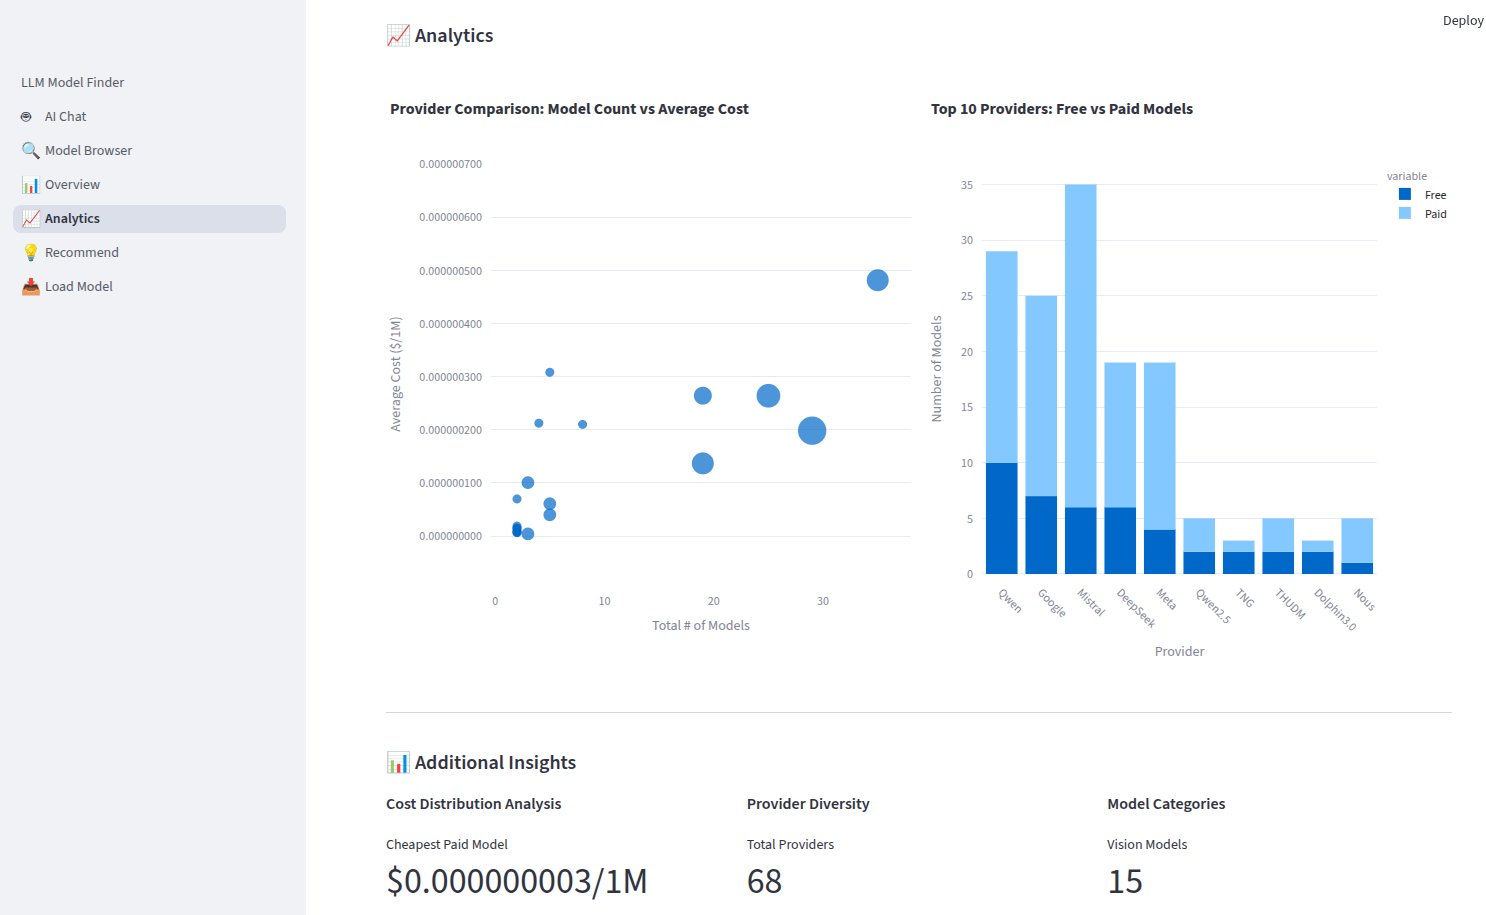 Deploy
LLM Model Finder
AI Chat
Model Browser
Overview
Analytics
Recommend
Load Model
📈 Analytics
Provider Comparison: Model Count vs Average Cost
0.000000700
0.000000600
0.000000500
0.000000400
0.000000300
0.000000200
0.000000100
0.000000000
Average Cost ($/1M)
0 10 20 30
Total # of Models
Top 10 Providers: Free vs Paid Models
35
30
25
20
15
10
5
0
Number of Models
Qwen Google Mistral DeepSeek Meta Qwen2.5 TNG THUDM Dolphin3.0 Nous
Provider
variable
Free
Paid
📊 Additional Insights
Cost Distribution Analysis
Cheapest Paid Model
$0.000000003/1M
Provider Diversity
Total Providers
68
Model Categories
Vision Models
15